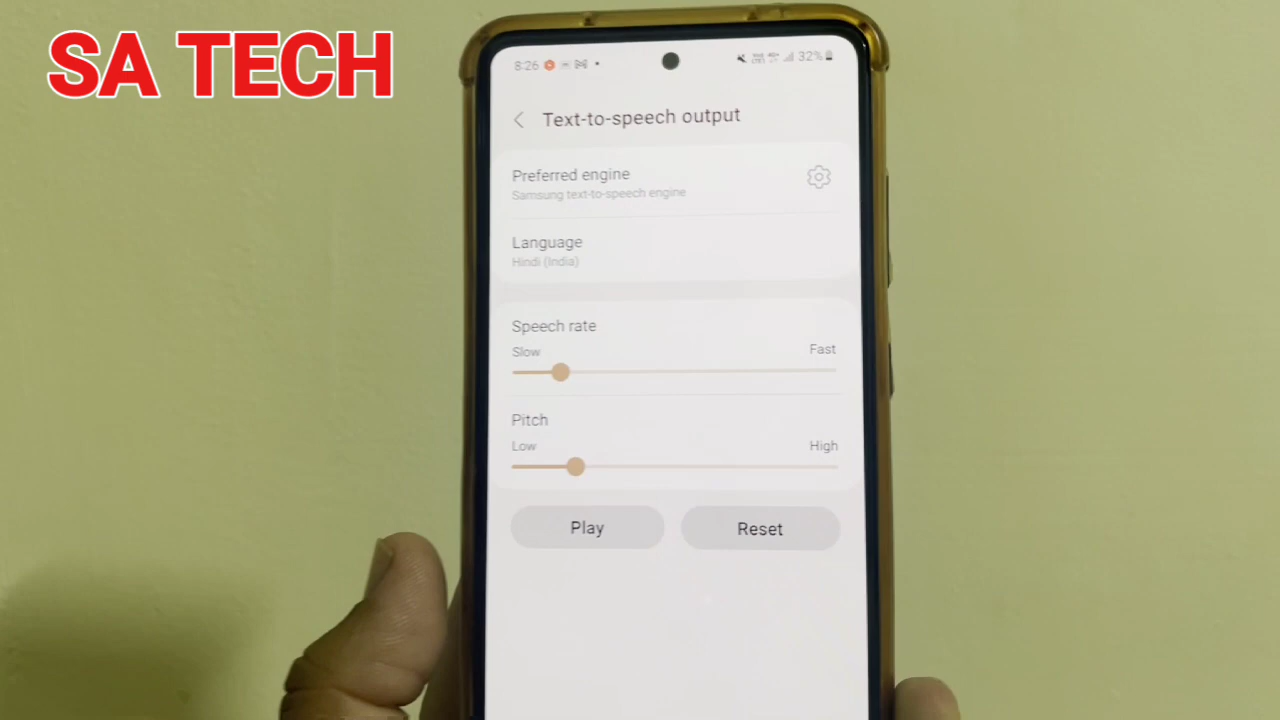 SA TECH
8:26
32%
Text-to-speech output
Preferred engine
Samsung text-to-speech engine
Language
Hindi (India)
Speech rate
Slow Fast
Pitch
Low High
Play Reset